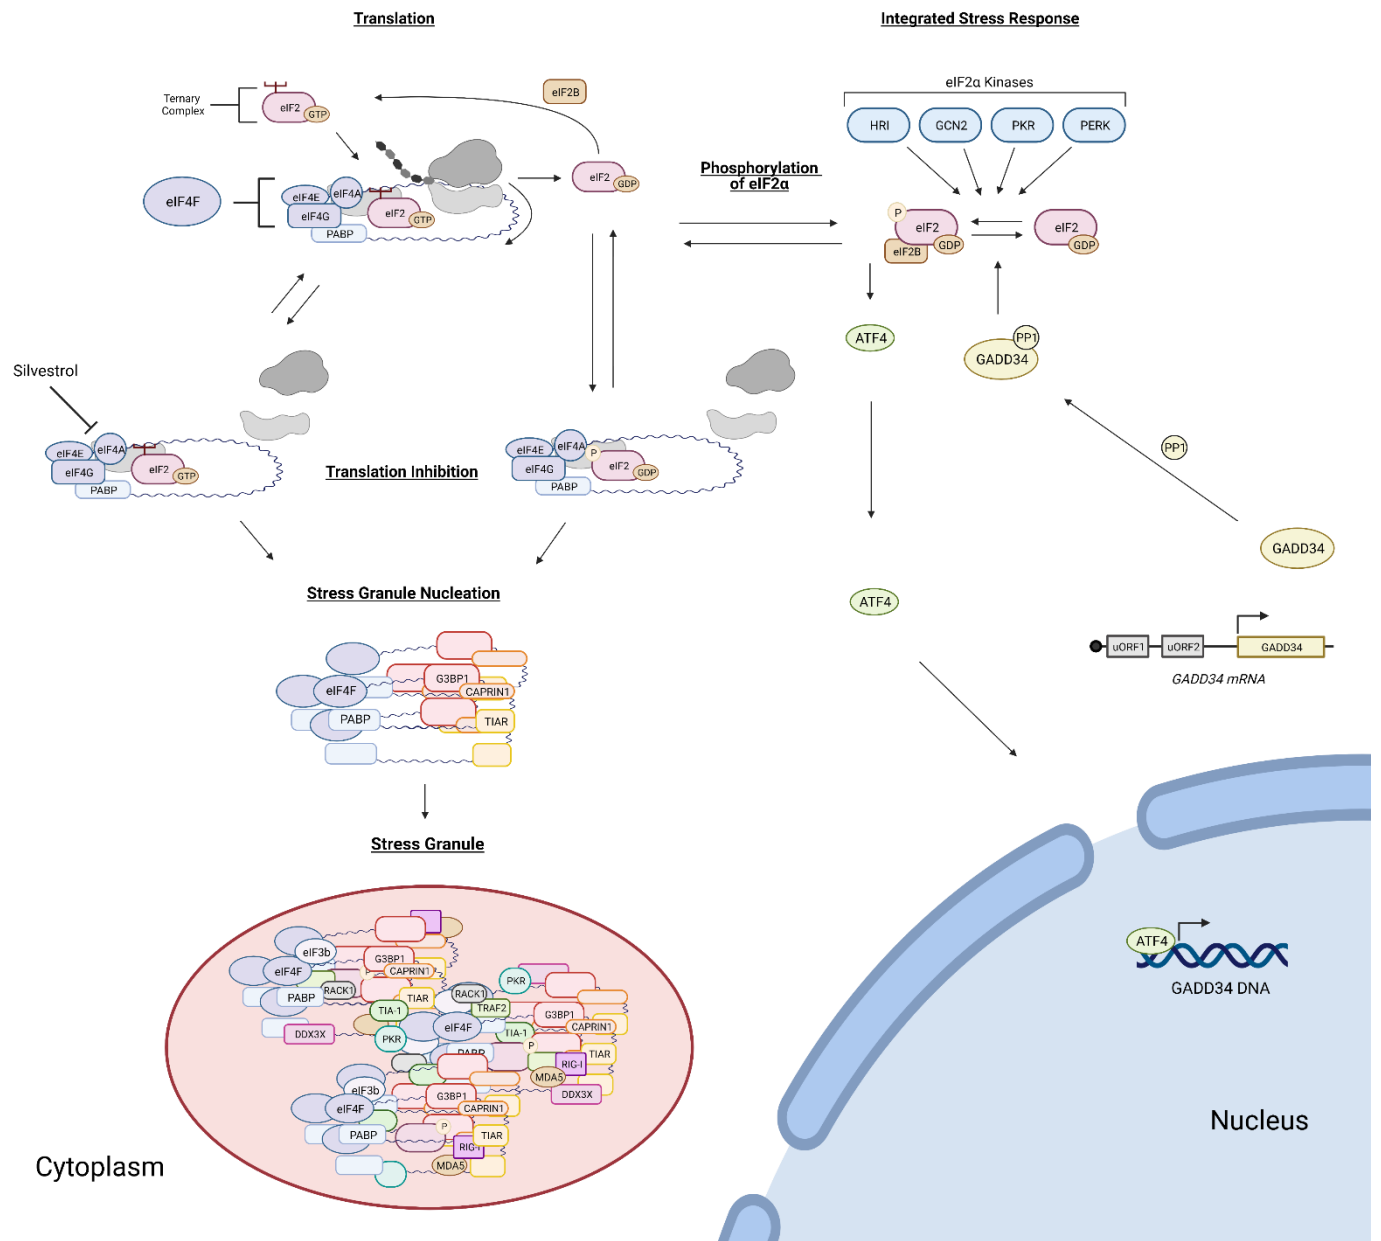 Translation
Integrated Stress Response
Ternary
Complex
eIF2
GTP
eIF2B
eIF2α Kinases
HRI
GCN2
PKR
PERK
eIF4F
eIF4E
eIF4A
eIF4G
PABP
eIF2
GTP
eIF2
GDP
Phosphorylation
of eIF2α
P
eIF2
eIF2B
GDP
eIF2
GDP
ATF4
PP1
GADD34
Silvestrol
eIF4E
eIF4A
eIF4G
PABP
eIF2
GTP
Translation Inhibition
eIF4E
eIF4A
P
eIF4G
PABP
eIF2
GDP
PP1
GADD34
ATF4
uORF1
uORF2
GADD34
GADD34 mRNA
Stress Granule Nucleation
G3BP1
eIF4F
CAPRIN1
PABP
TIAR
Stress Granule
eIF3b
G3BP1
P
eIF4F
CAPRIN1
RACK1
PABP
TIAR
TIA-1
DDX3X
PKR
PKR
RACK1
TRAF2
G3BP1
eIF4F
TIA-1
CAPRIN1
P
PABP
TIAR
RIG-I
MDA5
DDX3X
eIF3b
G3BP1
eIF4F
CAPRIN1
P
PABP
TIAR
RIG-I
MDA5
ATF4
GADD34 DNA
Nucleus
Cytoplasm